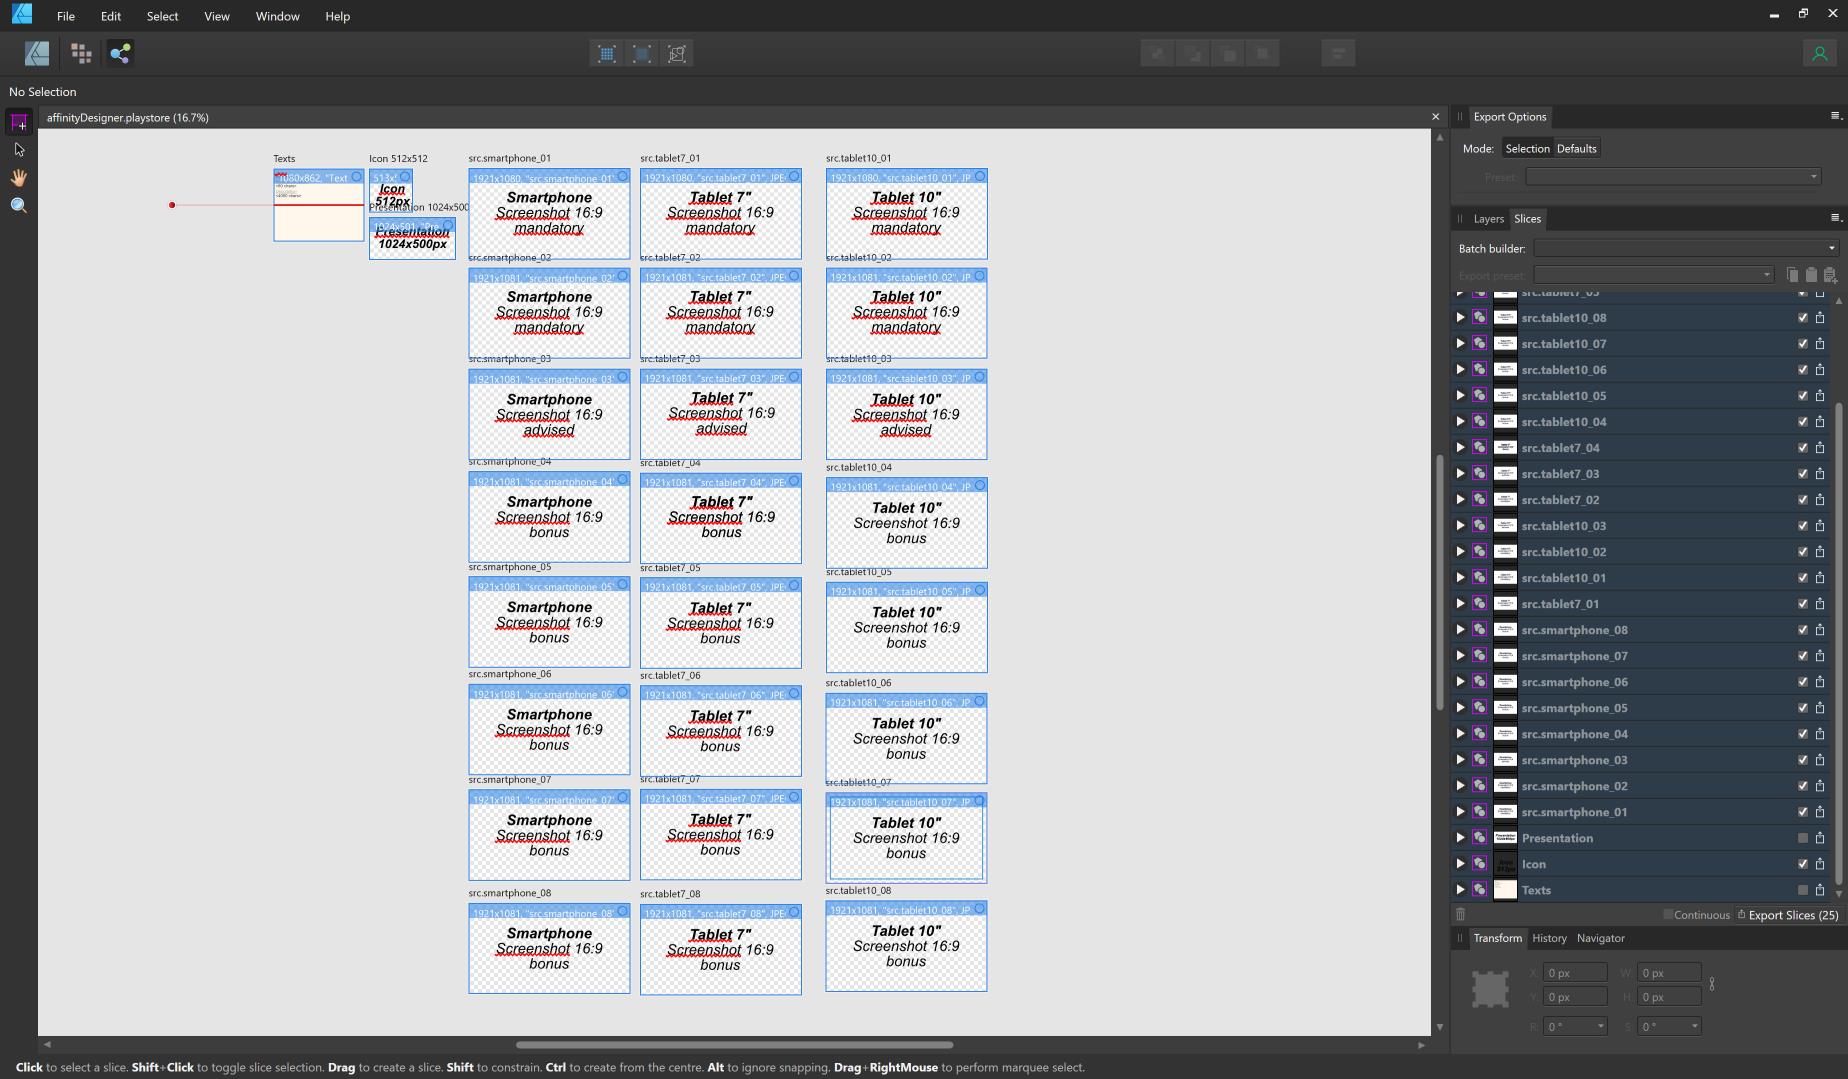 File Edit Select View Window Help
No Selection
affinityDesigner.playstore (16.7%)
Texts
1080x862, "Text
Icon 512x512
513x!
Icon
512px
Presentation 1024x500
1024x501, "Pre
Presentation
1024x500px
src.smartphone_01
1921x1080, "src.smartphone_01"
Smartphone
Screenshot 16:9
mandatory
src.tablet7_01
1921x1080, "src.tablet7_01", JPE
Tablet 7"
Screenshot 16:9
mandatory
src.tablet10_01
1921x1080, "src.tablet10_01", JP
Tablet 10"
Screenshot 16:9
mandatory
src.smartphone_02
1921x1081, "src.smartphone_02"
Smartphone
Screenshot 16:9
mandatory
src.tablet7_02
1921x1081, "src.tablet7_02", JPE
Tablet 7"
Screenshot 16:9
mandatory
src.tablet10_02
1921x1081, "src.tablet10_02", JP
Tablet 10"
Screenshot 16:9
mandatory
src.smartphone_03
1921x1081, "src.smartphone_03"
Smartphone
Screenshot 16:9
advised
src.tablet7_03
1921x1081, "src.tablet7_03", JPE
Tablet 7"
Screenshot 16:9
advised
src.tablet10_03
1921x1081, "src.tablet10_03", JP
Tablet 10"
Screenshot 16:9
advised
src.smartphone_04
1921x1081, "src.smartphone_04"
Smartphone
Screenshot 16:9
bonus
src.tablet7_04
1921x1081, "src.tablet7_04", JPE
Tablet 7"
Screenshot 16:9
bonus
src.tablet10_04
1921x1081, "src.tablet10_04", JP
Tablet 10"
Screenshot 16:9
bonus
src.smartphone_05
1921x1081, "src.smartphone_05"
Smartphone
Screenshot 16:9
bonus
src.tablet7_05
1921x1081, "src.tablet7_05", JPE
Tablet 7"
Screenshot 16:9
bonus
src.tablet10_05
1921x1081, "src.tablet10_05", JP
Tablet 10"
Screenshot 16:9
bonus
src.smartphone_06
1921x1081, "src.smartphone_06"
Smartphone
Screenshot 16:9
bonus
src.tablet7_06
1921x1081, "src.tablet7_06", JPE
Tablet 7"
Screenshot 16:9
bonus
src.tablet10_06
1921x1081, "src.tablet10_06", JP
Tablet 10"
Screenshot 16:9
bonus
src.smartphone_07
1921x1081, "src.smartphone_07"
Smartphone
Screenshot 16:9
bonus
src.tablet7_07
1921x1081, "src.tablet7_07", JPE
Tablet 7"
Screenshot 16:9
bonus
src.tablet10_07
1921x1081, "src.tablet10_07", JP
Tablet 10"
Screenshot 16:9
bonus
src.smartphone_08
1921x1081, "src.smartphone_08"
Smartphone
Screenshot 16:9
bonus
src.tablet7_08
1921x1081, "src.tablet7_08", JPE
Tablet 7"
Screenshot 16:9
bonus
src.tablet10_08
1921x1081, "src.tablet10_08", JP
Tablet 10"
Screenshot 16:9
bonus
Export Options
Mode: Selection Defaults
Preset:
Layers Slices
Batch builder:
Export preset:
src.tablet7_05
src.tablet10_08
src.tablet10_07
src.tablet10_06
src.tablet10_05
src.tablet10_04
src.tablet7_04
src.tablet7_03
src.tablet7_02
src.tablet10_03
src.tablet10_02
src.tablet10_01
src.tablet7_01
src.smartphone_08
src.smartphone_07
src.smartphone_06
src.smartphone_05
src.smartphone_04
src.smartphone_03
src.smartphone_02
src.smartphone_01
Presentation
Icon
Texts
Continuous Export Slices (25)
Transform History Navigator
X: 0 px W: 0 px
Y: 0 px H: 0 px
R: 0 ° S: 0 °
Click to select a slice. Shift+Click to toggle slice selection. Drag to create a slice. Shift to constrain. Ctrl to create from the centre. Alt to ignore snapping. Drag+RightMouse to perform marquee select.